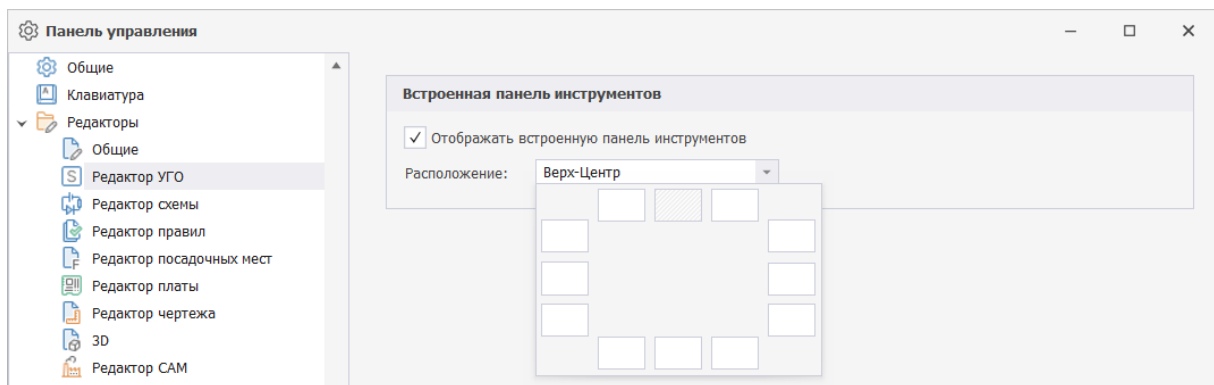 Панель управления
Общие
Клавиатура
Редакторы
Общие
Редактор УГО
Редактор схемы
Редактор правил
Редактор посадочных мест
Редактор платы
Редактор чертежа
3D
Редактор CAM
Встроенная панель инструментов
Отображать встроенную панель инструментов
Расположение: Верх-Центр